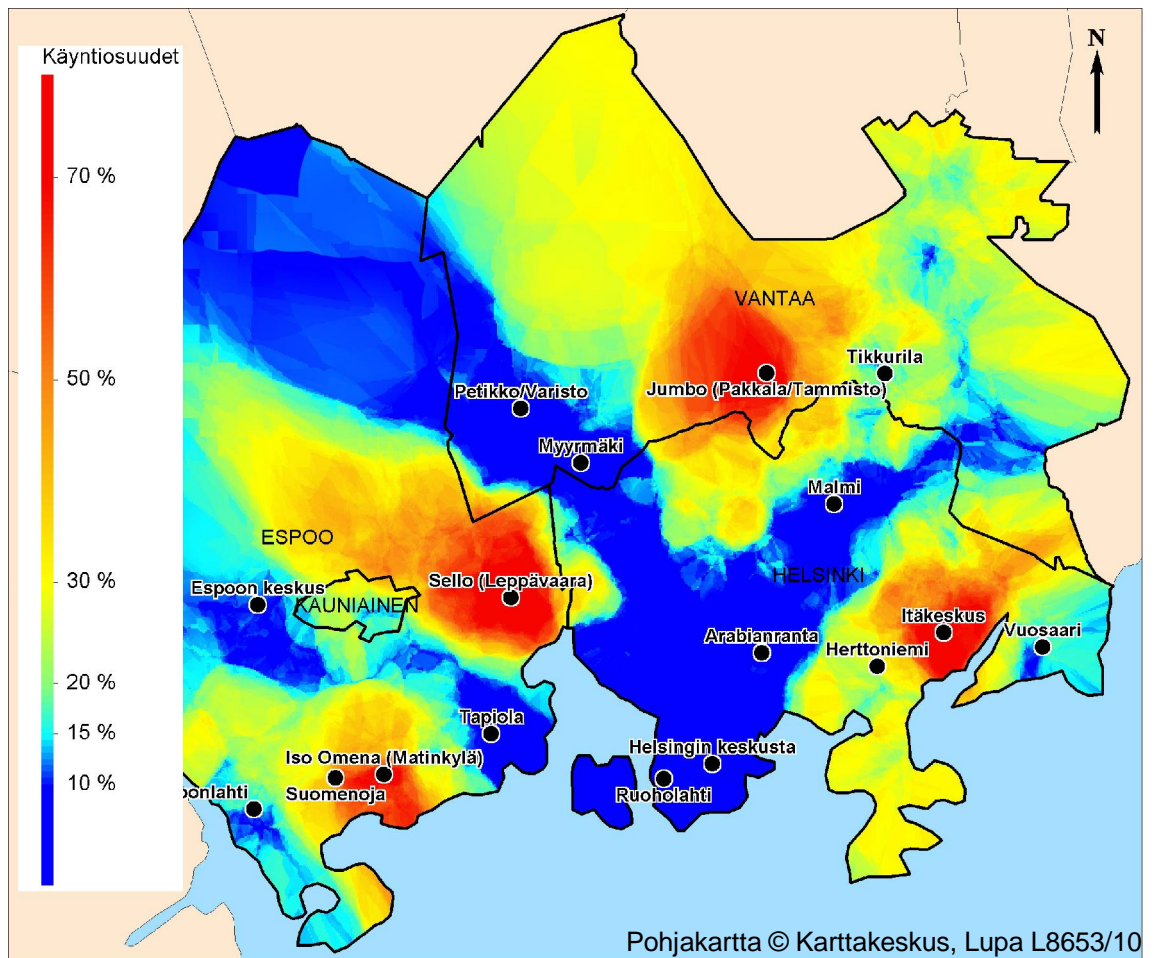 Käyntiosuudet
N
70 %
50 %
30 %
20 %
15 %
10 %
VANTAA
Tikkurila
Jumbo (Pakkala/Tammisto)
Petikko/Varisto
Myyrmäki
Malmi
ESPOO
HELSINKI
Sello (Leppävaara)
Espoon keskus
KAUNIAINEN
Itäkeskus
Vuosaari
Arabianranta
Herttoniemi
Tapiola
Helsingin keskusta
Iso Omena (Matinkylä)
Suomenoja
Ruoholahti
oonlahti
Pohjakartta © Karttakeskus, Lupa L8653/10